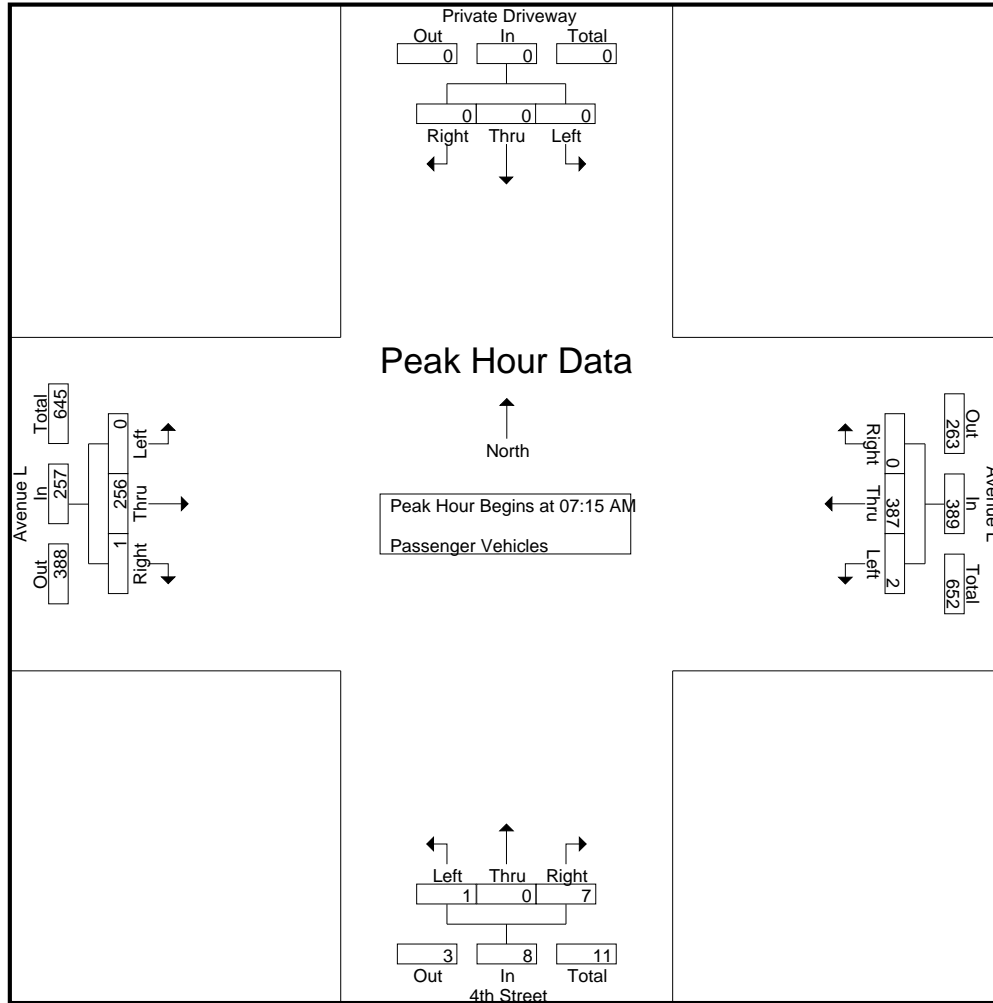 Private Driveway
Out In Total
0 0 0
0 0 0
Right Thru Left
Peak Hour Data
North
Peak Hour Begins at 07:15 AM
Passenger Vehicles
Avenue L
Total In Out
645 257 388
0 256 1
Left Thru Right
Right Thru Left
0 387 2
263 389 652
Out In Total
Avenue L
Left Thru Right
1 0 7
3 8 11
Out In Total
4th Street